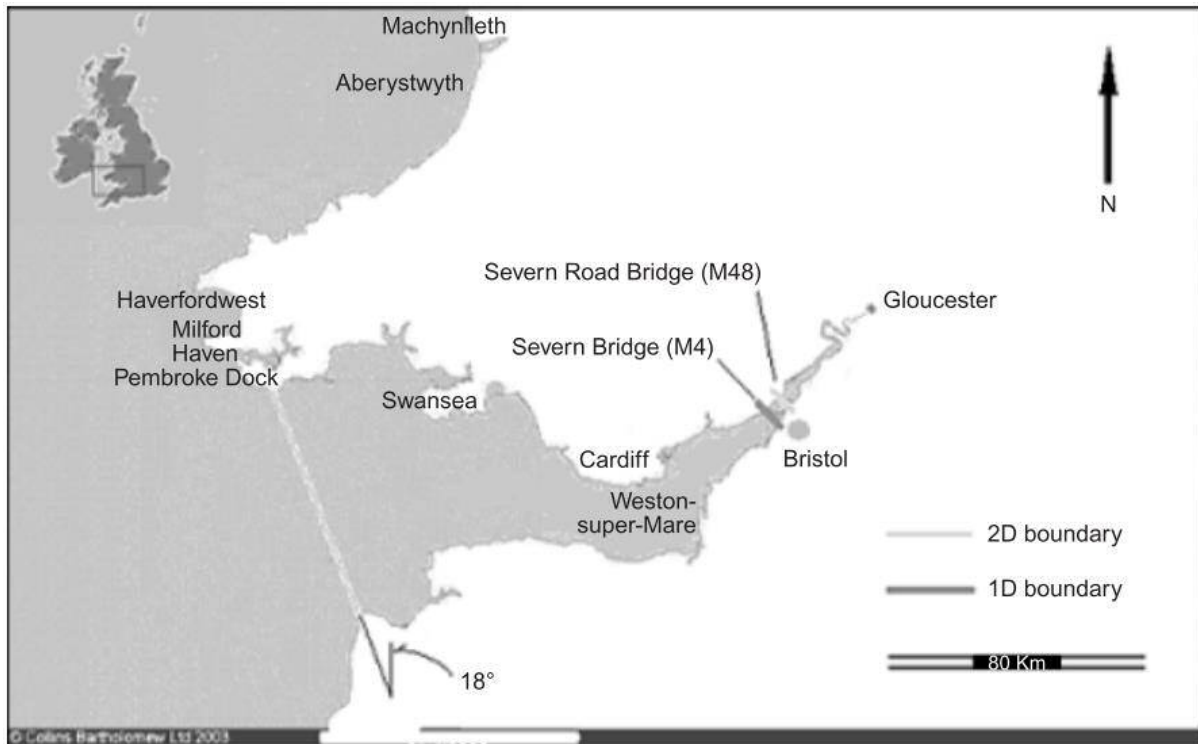 Machynlleth
Aberystwyth
N
Severn Road Bridge (M48)
Gloucester
Haverfordwest
Milford
Haven
Severn Bridge (M4)
Pembroke Dock
Swansea
Cardiff
Bristol
Weston-
super-Mare
2D boundary
1D boundary
80 Km
18°
© Collins Bartholomew Ltd 2003